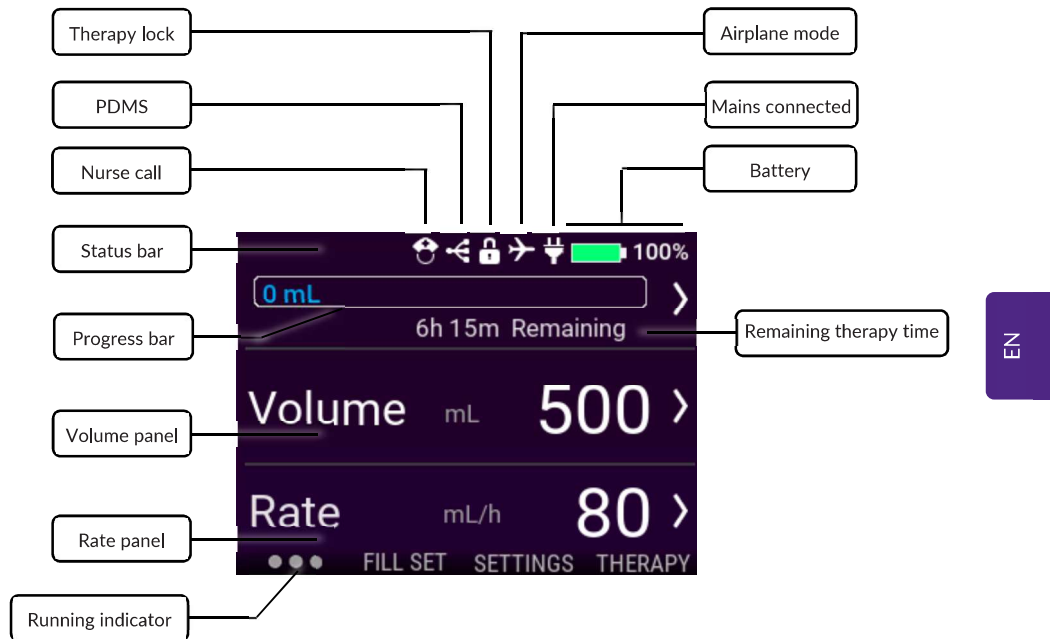 Therapy lock
Airplane mode
PDMS
Mains connected
Nurse call
Battery
Status bar
100%
0 mL
Progress bar
6h 15m Remaining
Remaining therapy time
EN
Volume mL 500
Volume panel
Rate mL/h 80
Rate panel
FILL SET SETTINGS THERAPY
Running indicator